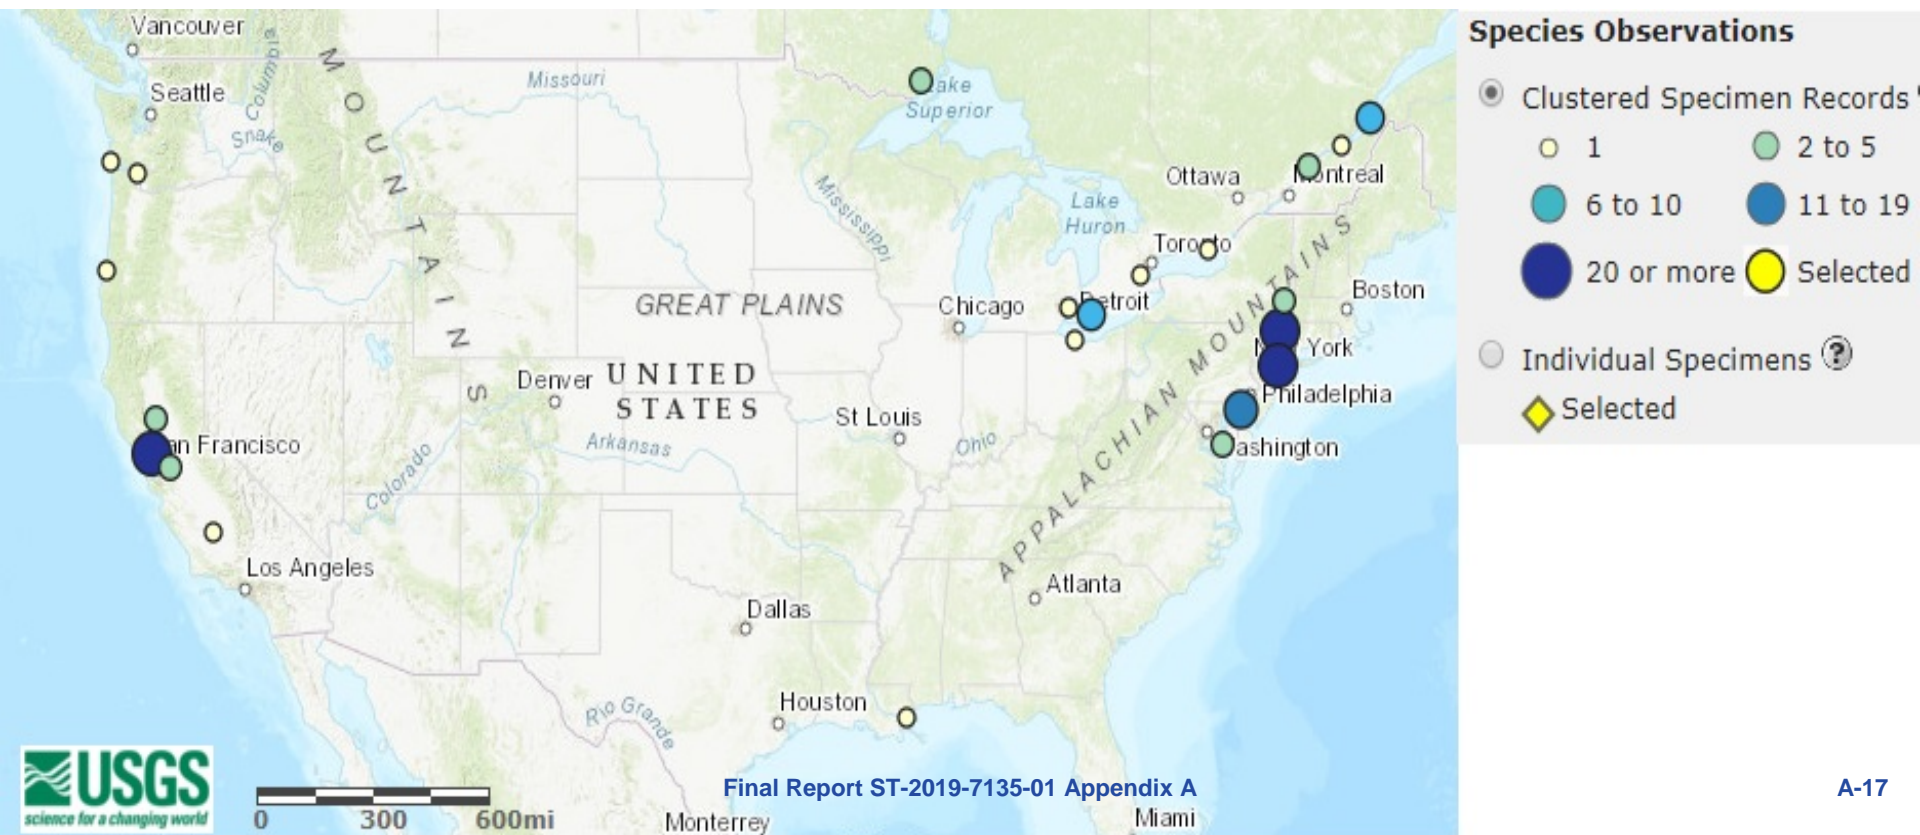 Vancouver
Seattle
Columbia
Snake
MOUNTAINS
Missouri
Lake
Superior
Mississippi
Ottawa
Montreal
Lake
Huron
Toronto
GREAT PLAINS
Chicago
Detroit
Boston
York
Philadelphia
Washington
APPALACHIAN MOUNTAINS
Denver
UNITED
STATES
St Louis
Ohio
Arkansas
Colorado
San Francisco
Los Angeles
Dallas
Atlanta
Houston
Rio Grande
Monterrey
Miami
USGS
science for a changing world
0 300 600mi
Species Observations
Clustered Specimen Records
1 2 to 5
6 to 10 11 to 19
20 or more Selected
Individual Specimens ?
Selected
Final Report ST-2019-7135-01 Appendix A
A-17